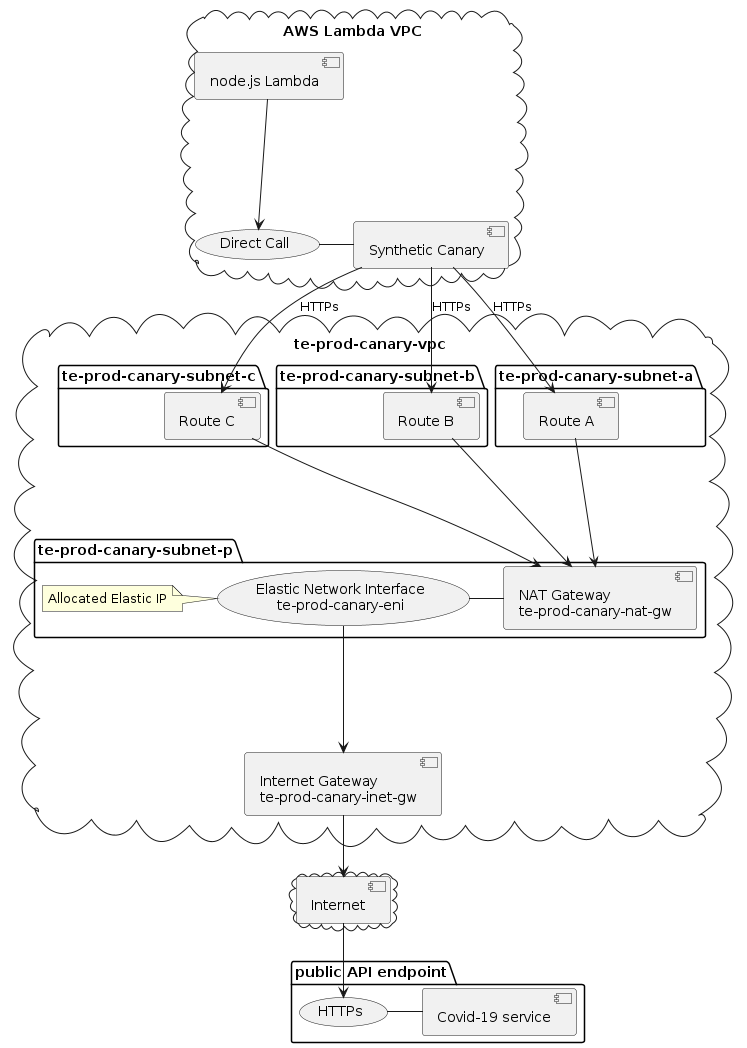 AWS Lambda VPC
node.js Lambda
Direct Call
Synthetic Canary
HTTPs
HTTPs
HTTPs
te-prod-canary-vpc
te-prod-canary-subnet-c
te-prod-canary-subnet-b
te-prod-canary-subnet-a
Route C
Route B
Route A
te-prod-canary-subnet-p
Allocated Elastic IP
Elastic Network Interface
te-prod-canary-eni
NAT Gateway
te-prod-canary-nat-gw
Internet Gateway
te-prod-canary-inet-gw
Internet
public API endpoint
HTTPs
Covid-19 service